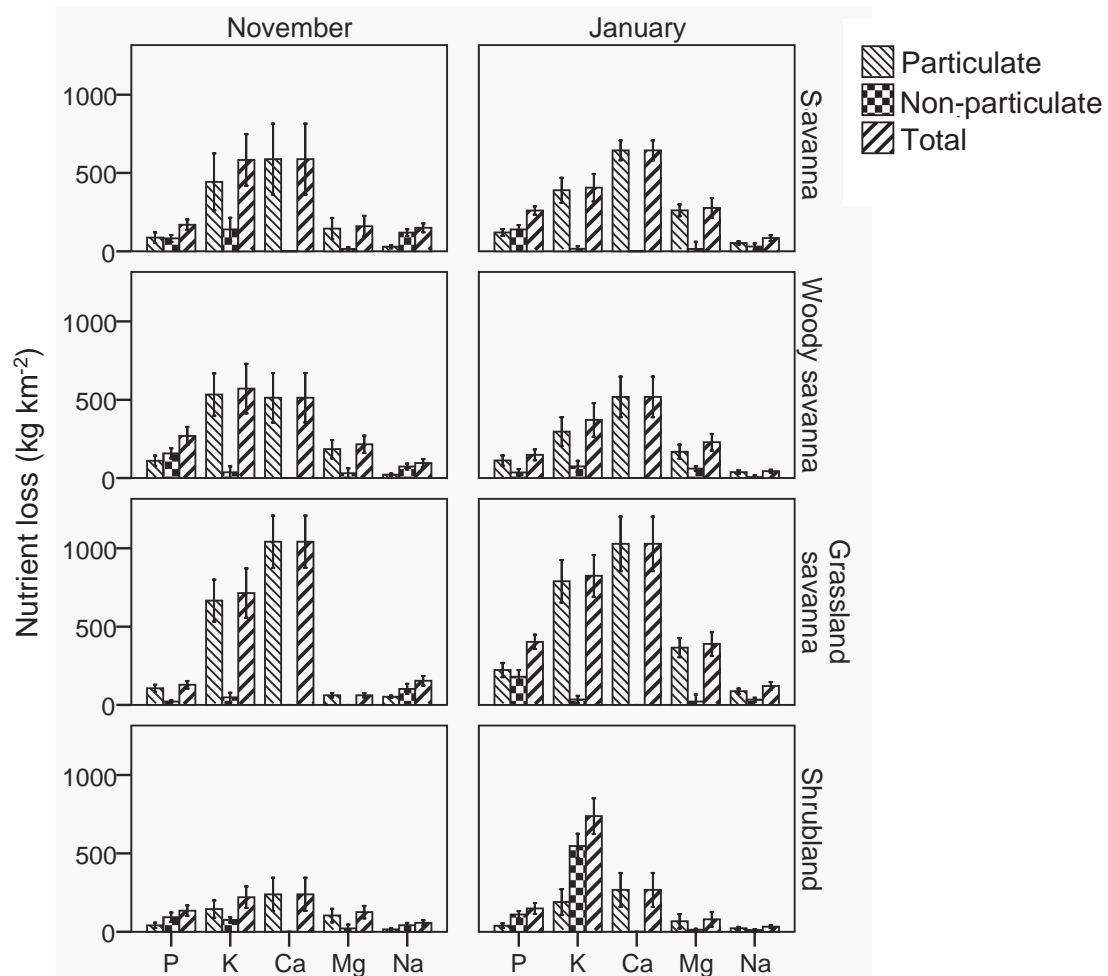 November
January
Particulate
Non-particulate
Total
Nutrient loss (kg km-2)
1000
500
0
Savanna
1000
500
0
Woody savanna
1000
500
0
Grassland
savanna
1000
500
0
Shrubland
P K Ca Mg Na
P K Ca Mg Na